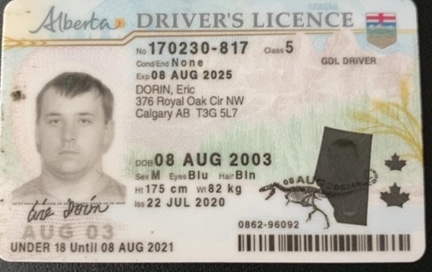 Alberta DRIVER'S LICENCE
No 170230-817 Class 5
Cond/End None GDL DRIVER
Exp 08 AUG 2025
DORIN, Eric
376 Royal Oak Cir NW
Calgary AB T3G 5L7
DOB 08 AUG 2003
Sex M Eyes Blu Hair Bln
Ht 175 cm Wt 82 kg
Iss 22 JUL 2020
08 AUG
Eric Dorin
AUG 03
0862-96092
UNDER 18 Until 08 AUG 2021